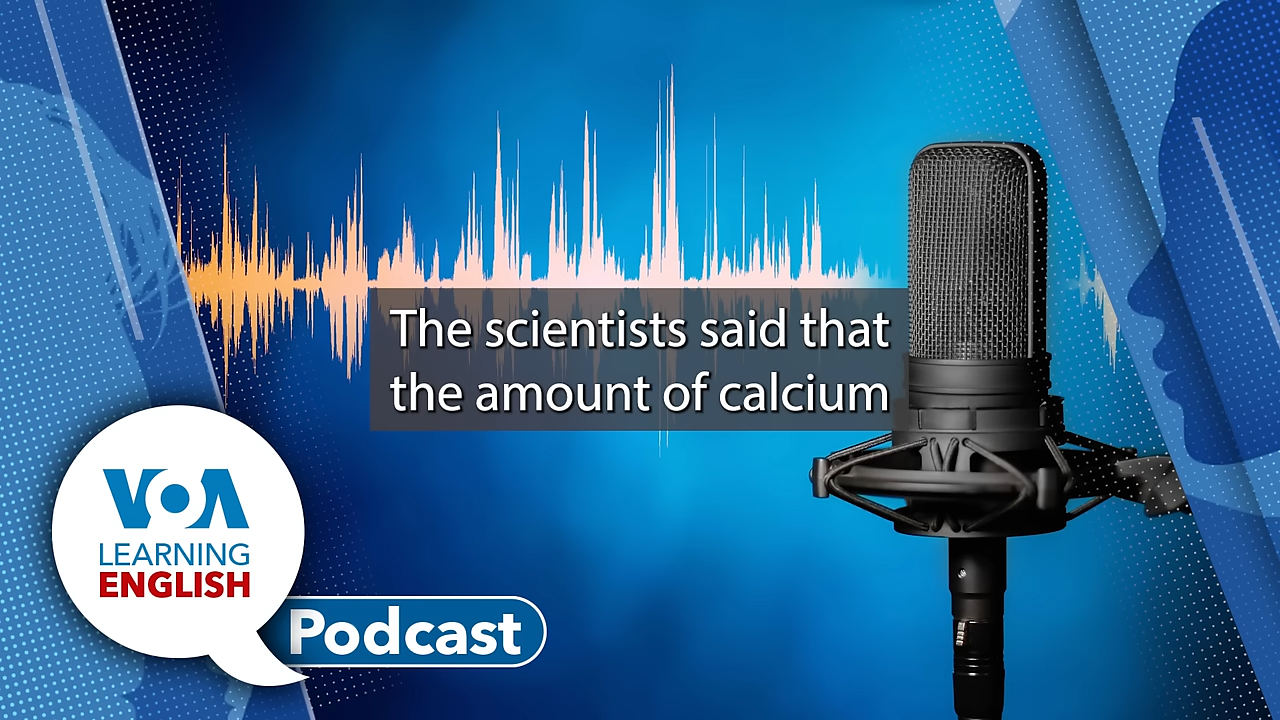 The scientists said that
the amount of calcium
VOA
LEARNING
ENGLISH
Podcast